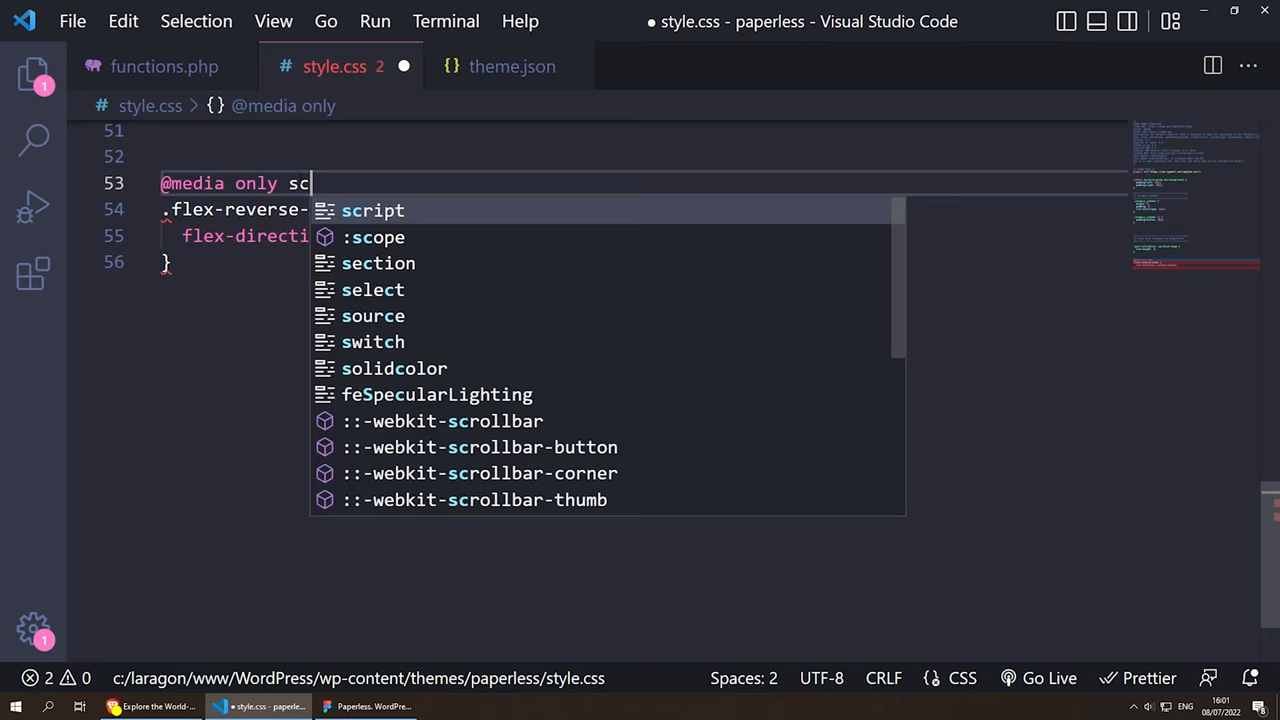 File Edit Selection View Go Run Terminal Help ● style.css - paperless - Visual Studio Code
functions.php # style.css 2 ● {} theme.json ···
# style.css > {} @media only
51
52
53 @media only sc
54 .flex-reverse-
55 flex-directi
56 }
script
:scope
section
select
source
switch
solidcolor
feSpecularLighting
::-webkit-scrollbar
::-webkit-scrollbar-button
::-webkit-scrollbar-corner
::-webkit-scrollbar-thumb
1
1
2 0 c:/laragon/www/WordPress/wp-content/themes/paperless/style.css Spaces: 2 UTF-8 CRLF {} CSS Go Live Prettier
Explore the World-... ● style.css - paperle... Paperless. WordPre... ENG 16:01
08/07/2022 8